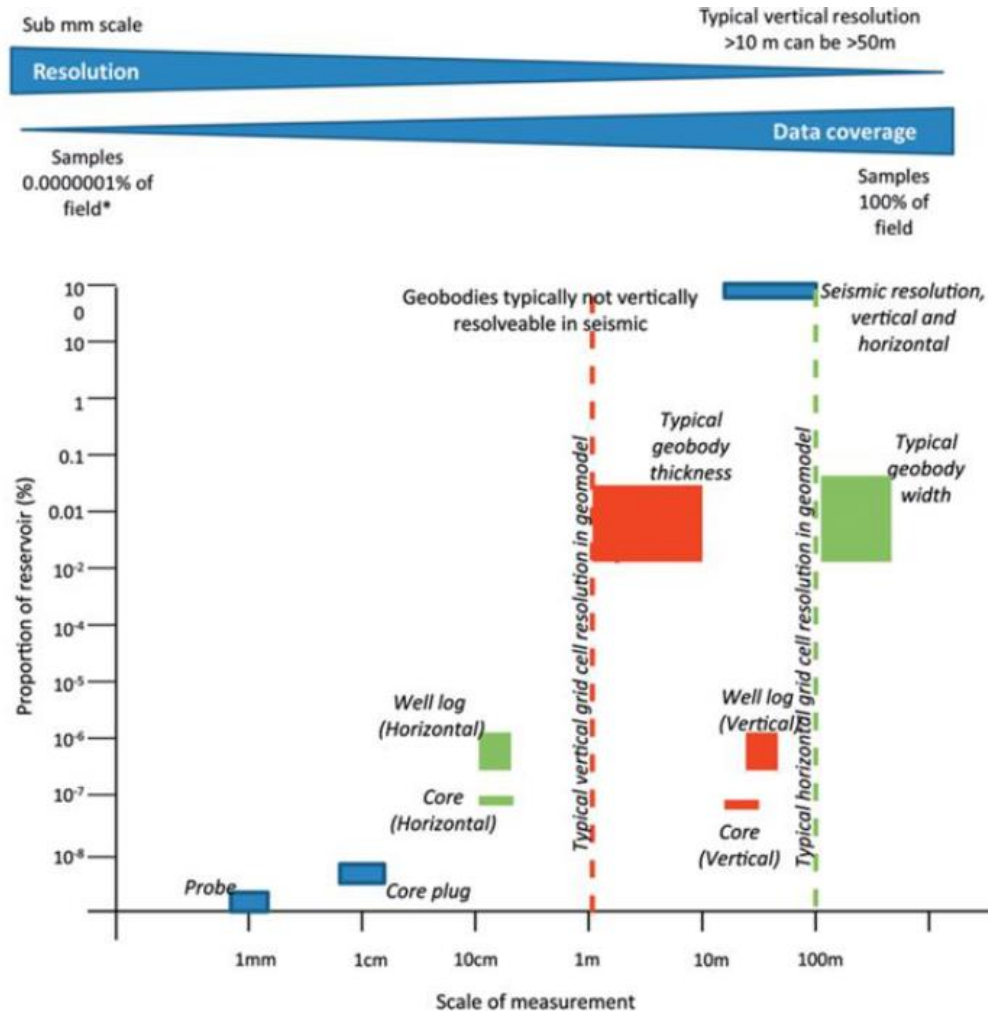 Sub mm scale
Typical vertical resolution
>10 m can be >50m
Resolution
Data coverage
Samples
0.0000001% of
field*
Samples
100% of
field
10
0
10
1
0.1
0.01
10-2
10-4
10-5
10-6
10-7
10-8
Proportion of reservoir (%)
Geobodies typically not vertically
resolveable in seismic
Seismic resolution,
vertical and
horizontal
Typical
geobody
thickness
Typical
geobody
width
Typical vertical grid cell resolution in geomodel
Typical horizontal grid cell resolution in geomodel
Well log
(Horizontal)
Well log
(Vertical)
Core
(Horizontal)
Core
(Vertical)
Probe
Core plug
1mm
1cm
10cm
1m
10m
100m
Scale of measurement